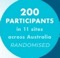 200
PARTICIPANTS
in 11 sites
across Australia
RANDOMISED